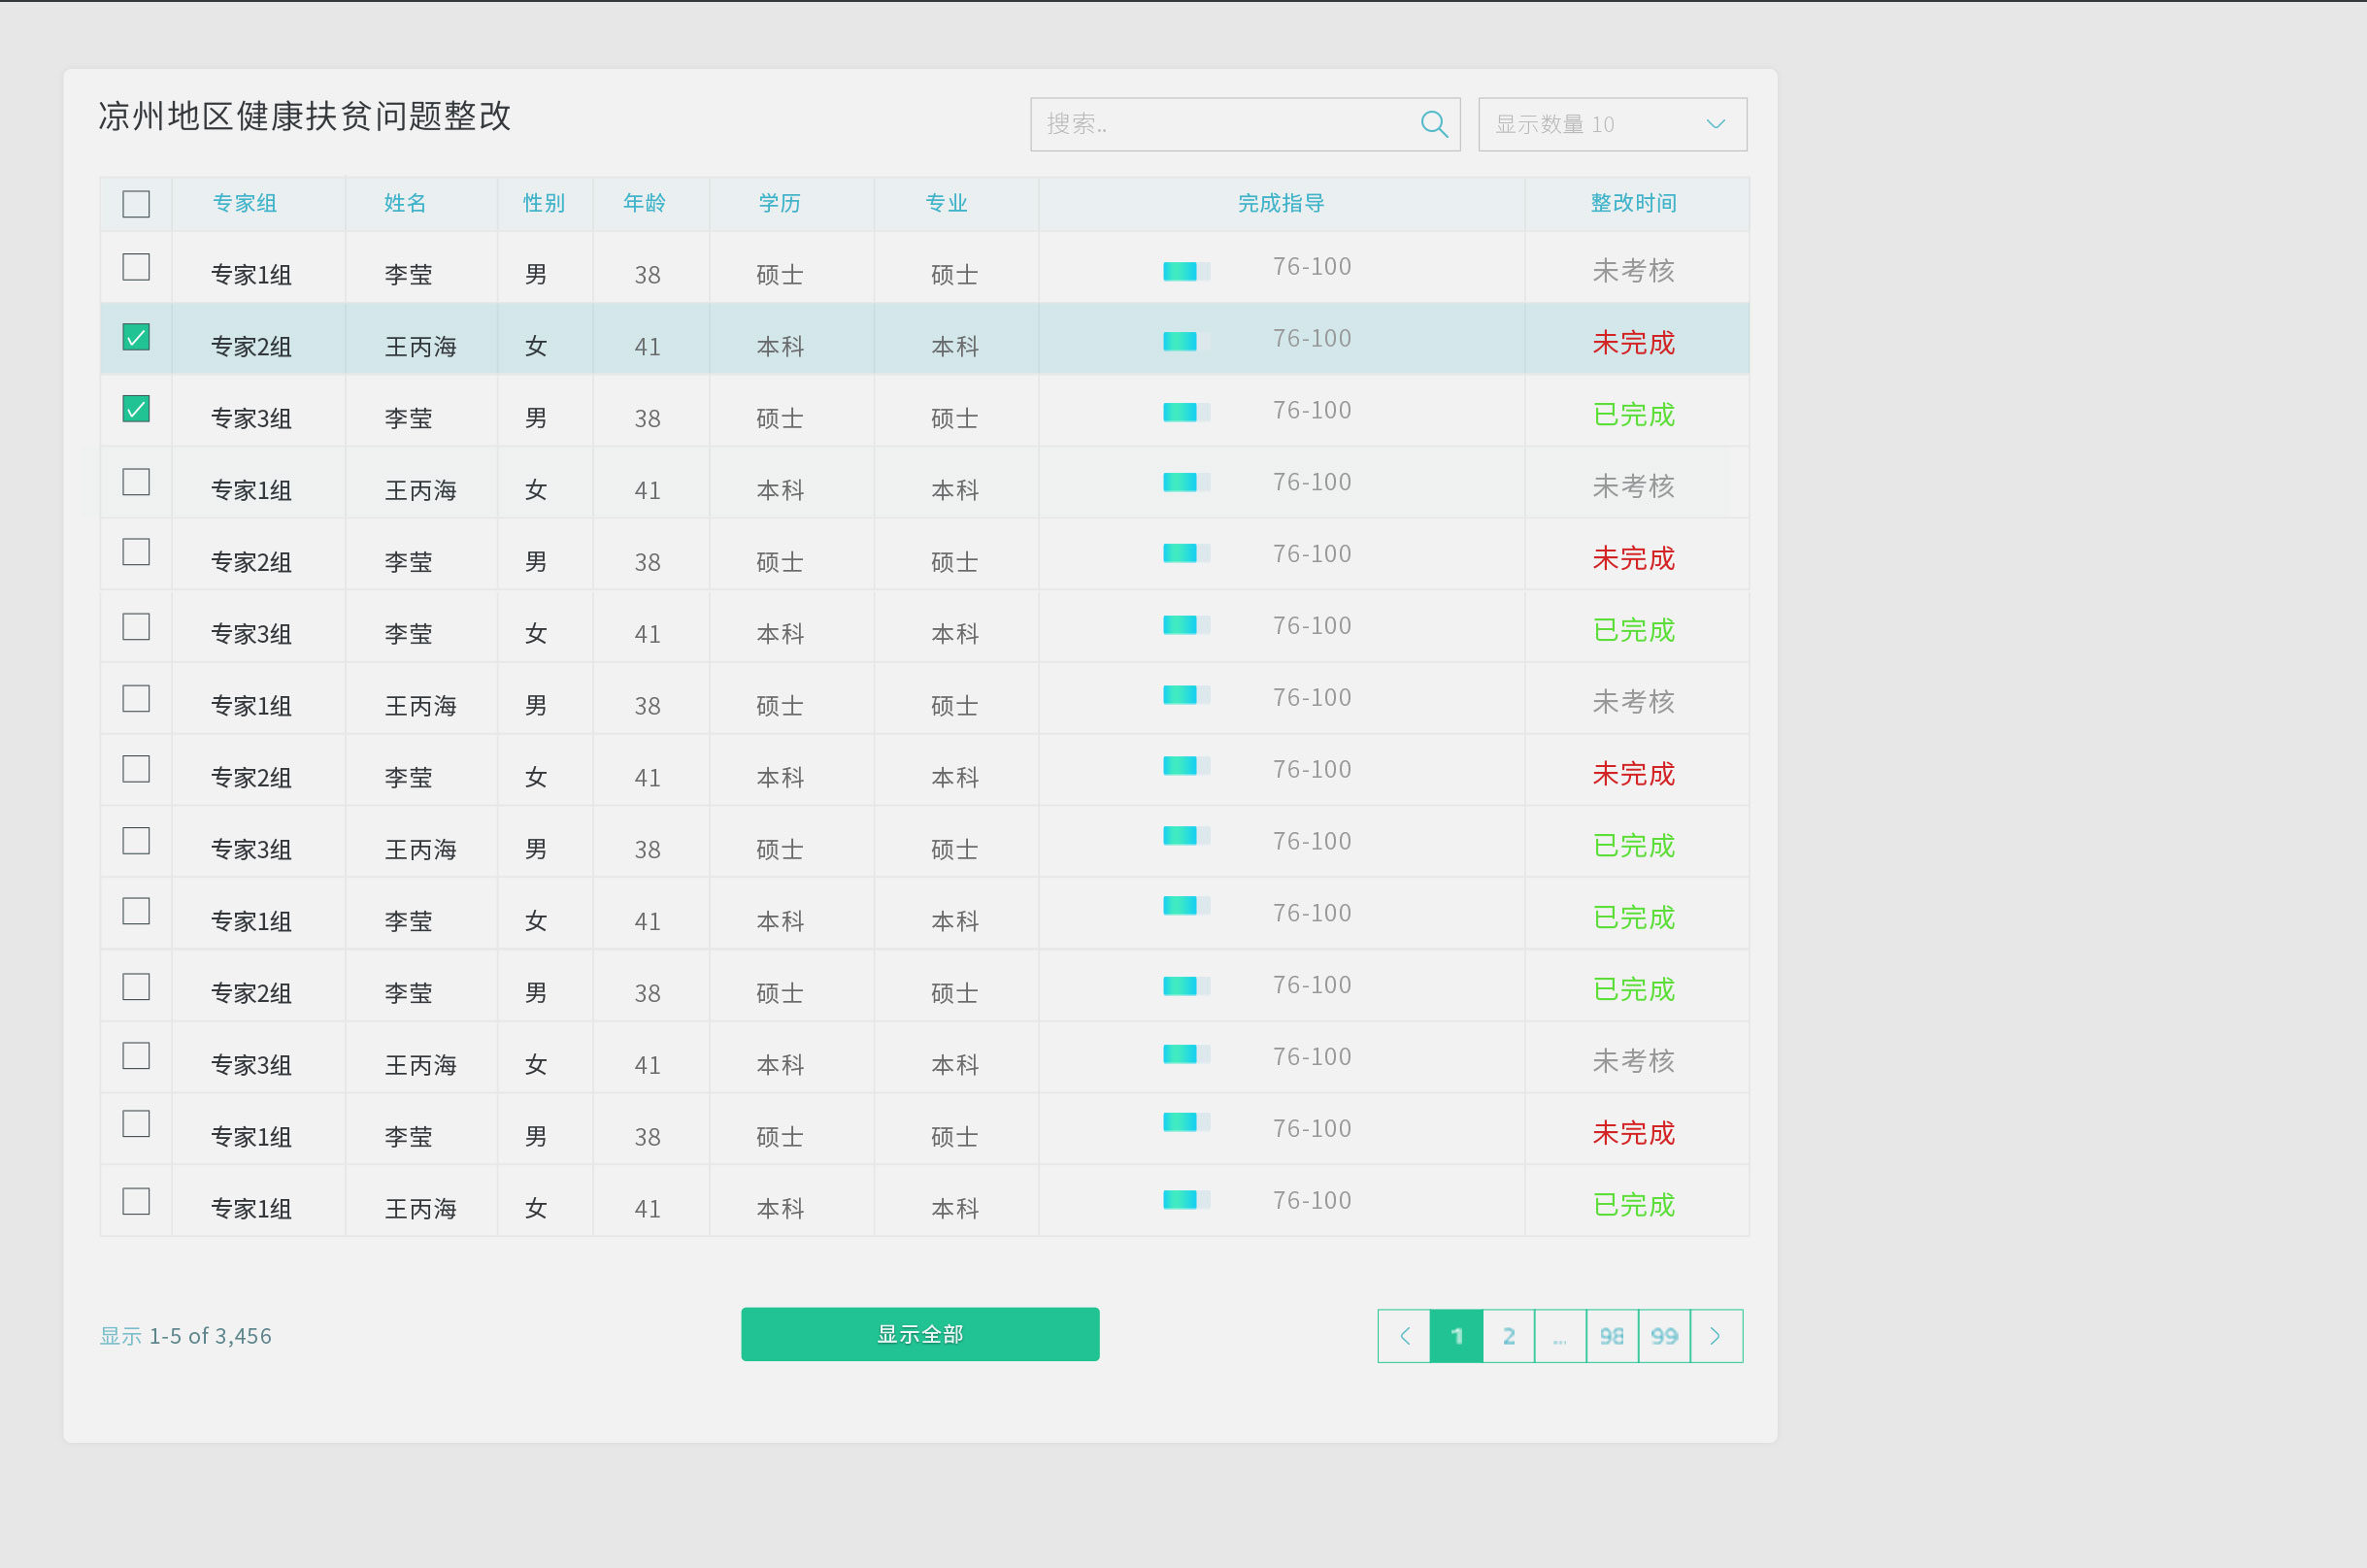 凉州地区健康扶贫问题整改
搜索..
显示数量 10
专家组 姓名 性别 年龄 学历 专业 完成指导 整改时间
专家1组 李莹 男 38 硕士 硕士 76-100 未考核
专家2组 王丙海 女 41 本科 本科 76-100 未完成
专家3组 李莹 男 38 硕士 硕士 76-100 已完成
专家1组 王丙海 女 41 本科 本科 76-100 未考核
专家2组 李莹 男 38 硕士 硕士 76-100 未完成
专家3组 李莹 女 41 本科 本科 76-100 已完成
专家1组 王丙海 男 38 硕士 硕士 76-100 未考核
专家2组 李莹 女 41 本科 本科 76-100 未完成
专家3组 王丙海 男 38 硕士 硕士 76-100 已完成
专家1组 李莹 女 41 本科 本科 76-100 已完成
专家2组 李莹 男 38 硕士 硕士 76-100 已完成
专家3组 王丙海 女 41 本科 本科 76-100 未考核
专家1组 李莹 男 38 硕士 硕士 76-100 未完成
专家1组 王丙海 女 41 本科 本科 76-100 已完成
显示 1-5 of 3,456
显示全部
1 2 ... 98 99